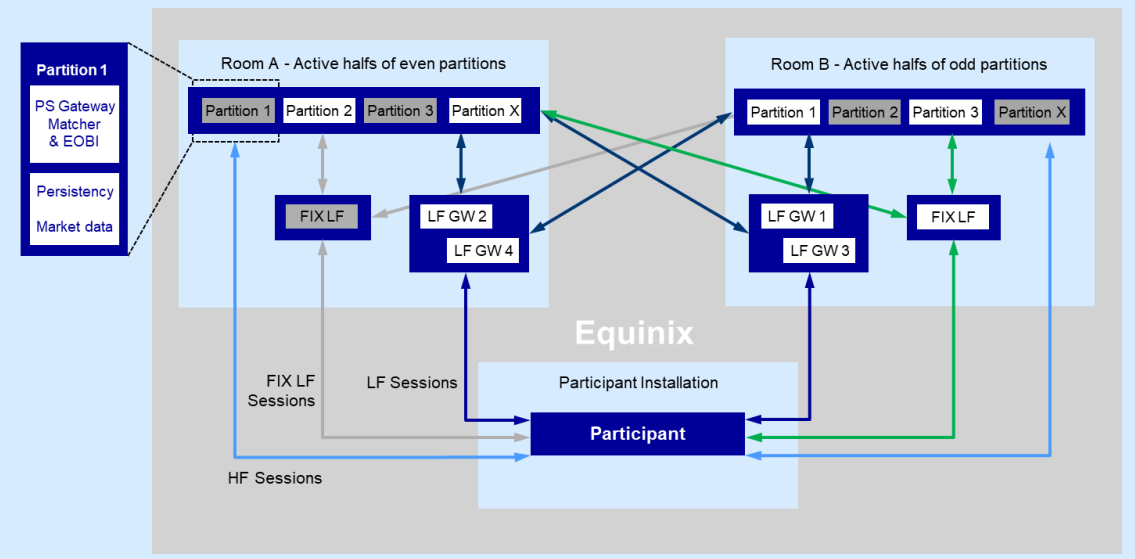 Partition 1
PS Gateway
Matcher
& EOBI
Persistency
Market data
Room A - Active halfs of even partitions
Partition 1
Partition 2
Partition 3
Partition X
FIX LF
LF GW 2
LF GW 4
Room B - Active halfs of odd partitions
Partition 1
Partition 2
Partition 3
Partition X
LF GW 1
LF GW 3
FIX LF
Equinix
FIX LF
Sessions
LF Sessions
HF Sessions
Participant Installation
Participant